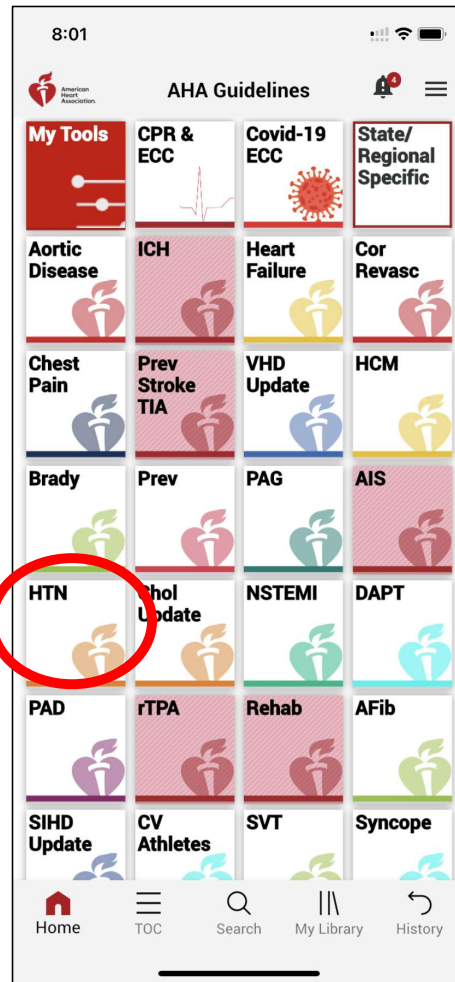 8:01
American
Heart
Association.
AHA Guidelines
4
My Tools
CPR &
ECC
Covid-19
ECC
State/
Regional
Specific
Aortic
Disease
ICH
Heart
Failure
Cor
Revasc
Chest
Pain
Prev
Stroke
TIA
VHD
Update
HCM
Brady
Prev
PAG
AIS
HTN
Chol
Update
NSTEMI
DAPT
PAD
rTPA
Rehab
AFib
SIHD
Update
CV
Athletes
SVT
Syncope
Home
TOC
Search
My Library
History